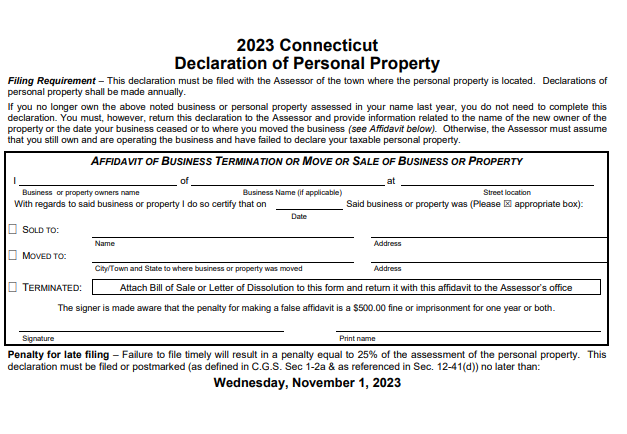 2023 Connecticut
Declaration of Personal Property
Filing Requirement – This declaration must be filed with the Assessor of the town where the personal property is located. Declarations of
personal property shall be made annually.
If you no longer own the above noted business or personal property assessed in your name last year, you do not need to complete this
declaration. You must, however, return this declaration to the Assessor and provide information related to the name of the new owner of
the property or the date your business ceased or to where you moved the business (see Affidavit below). Otherwise, the Assessor must assume
that you still own and are operating the business and have failed to declare your taxable personal property.
AFFIDAVIT OF BUSINESS TERMINATION OR MOVE OR SALE OF BUSINESS OR PROPERTY
I of at
Business or property owners name Business Name (if applicable) Street location
With regards to said business or property I do so certify that on Said business or property was (Please ☒ appropriate box):
Date
☐ SOLD TO:
Name Address
☐ MOVED TO:
City/Town and State to where business or property was moved Address
☐ TERMINATED: Attach Bill of Sale or Letter of Dissolution to this form and return it with this affidavit to the Assessor's office
The signer is made aware that the penalty for making a false affidavit is a $500.00 fine or imprisonment for one year or both.
Signature Print name
Penalty for late filing – Failure to file timely will result in a penalty equal to 25% of the assessment of the personal property. This
declaration must be filed or postmarked (as defined in C.G.S. Sec 1-2a & as referenced in Sec. 12-41(d)) no later than:
Wednesday, November 1, 2023